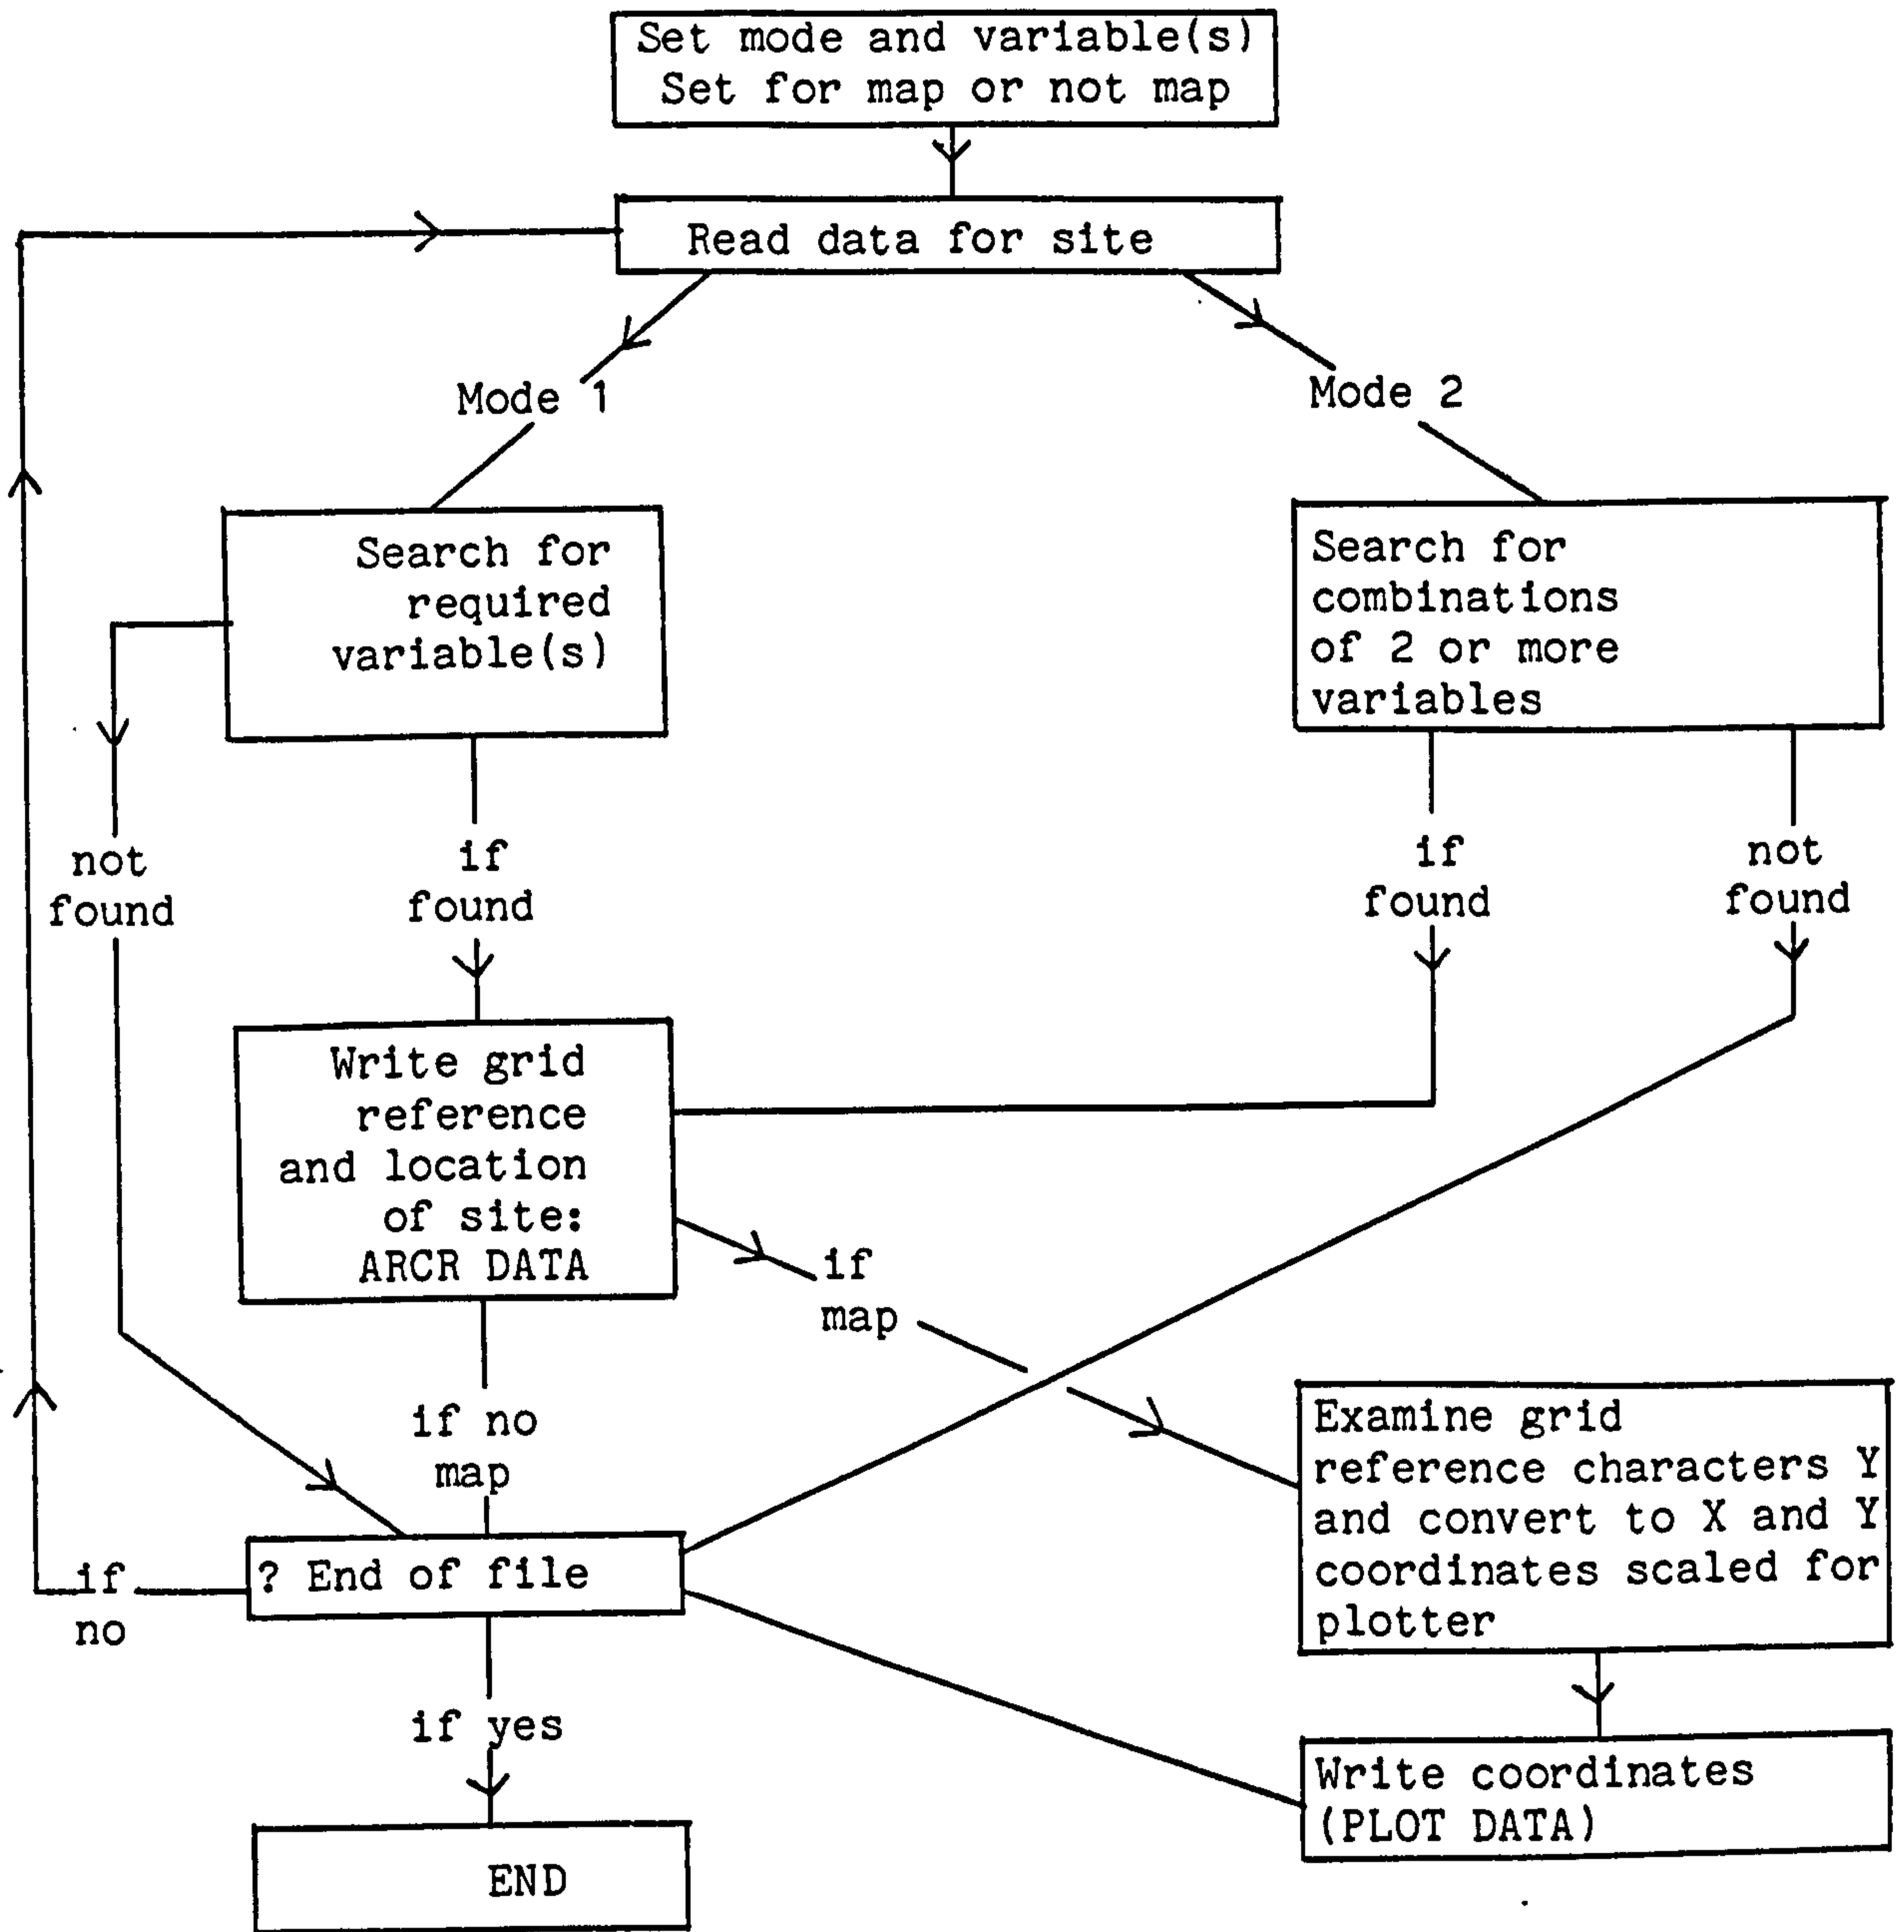 Set mode and variable(s)
Set for map or not map
Read data for site
Mode 1
Mode 2
Search for
required
variable(s)
Search for
combinations
of 2 or more
variables
not
found
if
found
if
found
not
found
Write grid
reference
and location
of site:
ARCR DATA
if
map
if no
map
Examine grid
reference characters Y
and convert to X and Y
coordinates scaled for
plotter
? End of file
if
no
if yes
Write coordinates
(PLOT DATA)
END